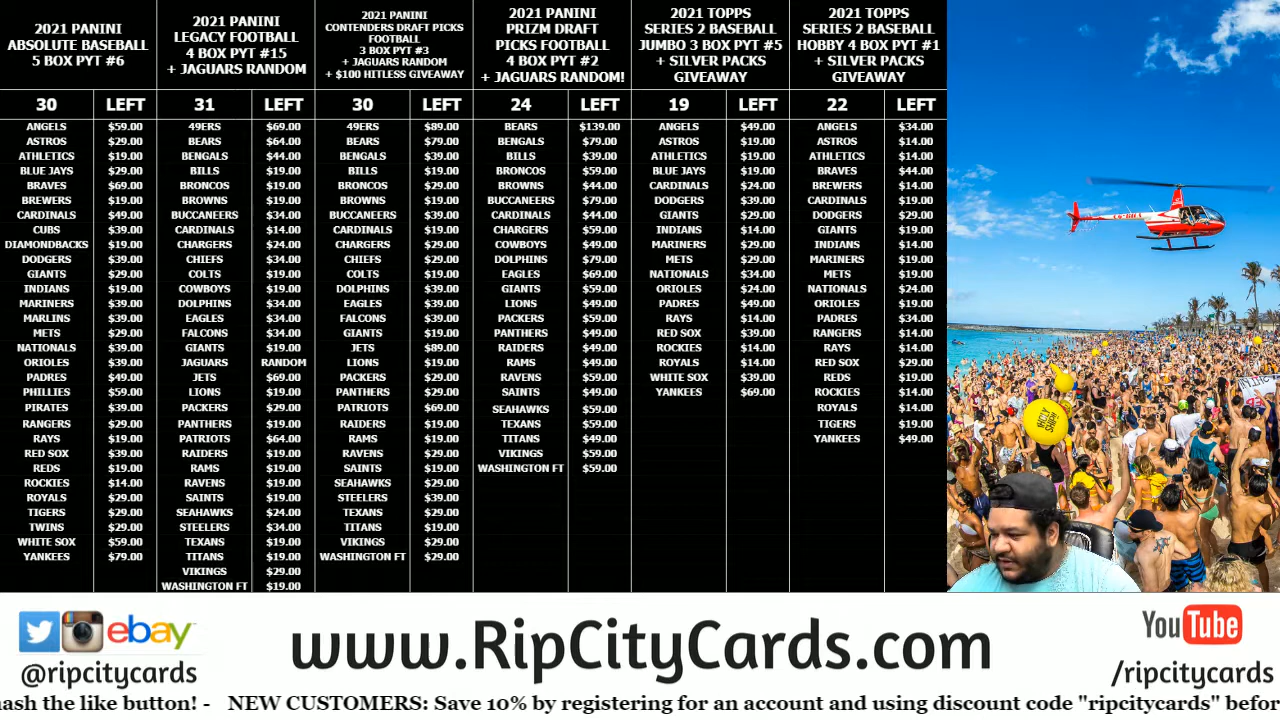 2021 PANINI
ABSOLUTE BASEBALL
5 BOX PYT #6
30 LEFT
ANGELS $59.00
ASTROS $29.00
ATHLETICS $19.00
BLUE JAYS $29.00
BRAVES $69.00
BREWERS $19.00
CARDINALS $49.00
CUBS $39.00
DIAMONDBACKS $19.00
DODGERS $39.00
GIANTS $29.00
INDIANS $19.00
MARINERS $39.00
MARLINS $39.00
METS $29.00
NATIONALS $39.00
ORIOLES $39.00
PADRES $49.00
PHILLIES $59.00
PIRATES $39.00
RANGERS $29.00
RAYS $19.00
RED SOX $39.00
REDS $19.00
ROCKIES $14.00
ROYALS $29.00
TIGERS $29.00
TWINS $29.00
WHITE SOX $59.00
YANKEES $79.00
2021 PANINI
LEGACY FOOTBALL
4 BOX PYT #15
+ JAGUARS RANDOM
31 LEFT
49ERS $69.00
BEARS $64.00
BENGALS $44.00
BILLS $19.00
BRONCOS $19.00
BROWNS $19.00
BUCCANEERS $34.00
CARDINALS $14.00
CHARGERS $24.00
CHIEFS $34.00
COLTS $19.00
COWBOYS $19.00
DOLPHINS $34.00
EAGLES $34.00
FALCONS $34.00
GIANTS $19.00
JAGUARS RANDOM
JETS $69.00
LIONS $19.00
PACKERS $29.00
PANTHERS $19.00
PATRIOTS $64.00
RAIDERS $19.00
RAMS $19.00
RAVENS $19.00
SAINTS $19.00
SEAHAWKS $24.00
STEELERS $34.00
TEXANS $19.00
TITANS $19.00
VIKINGS $29.00
WASHINGTON FT $19.00
2021 PANINI
CONTENDERS DRAFT PICKS
FOOTBALL
3 BOX PYT #3
+ JAGUARS RANDOM
+ $100 HITLESS GIVEAWAY
30 LEFT
49ERS $89.00
BEARS $79.00
BENGALS $39.00
BILLS $19.00
BRONCOS $29.00
BROWNS $19.00
BUCCANEERS $39.00
CARDINALS $19.00
CHARGERS $29.00
CHIEFS $29.00
COLTS $19.00
DOLPHINS $39.00
EAGLES $39.00
FALCONS $39.00
GIANTS $19.00
JETS $89.00
LIONS $19.00
PACKERS $29.00
PANTHERS $29.00
PATRIOTS $69.00
RAIDERS $19.00
RAMS $19.00
RAVENS $29.00
SAINTS $19.00
SEAHAWKS $29.00
STEELERS $39.00
TEXANS $29.00
TITANS $19.00
VIKINGS $29.00
WASHINGTON FT $29.00
2021 PANINI
PRIZM DRAFT
PICKS FOOTBALL
4 BOX PYT #2
+ JAGUARS RANDOM!
24 LEFT
BEARS $139.00
BENGALS $79.00
BILLS $39.00
BRONCOS $59.00
BROWNS $44.00
BUCCANEERS $79.00
CARDINALS $44.00
CHARGERS $59.00
COWBOYS $49.00
DOLPHINS $79.00
EAGLES $69.00
GIANTS $59.00
LIONS $49.00
PACKERS $59.00
PANTHERS $49.00
RAIDERS $49.00
RAMS $49.00
RAVENS $59.00
SAINTS $49.00
SEAHAWKS $59.00
TEXANS $59.00
TITANS $49.00
VIKINGS $59.00
WASHINGTON FT $59.00
2021 TOPPS
SERIES 2 BASEBALL
JUMBO 3 BOX PYT #5
+ SILVER PACKS
GIVEAWAY
19 LEFT
ANGELS $49.00
ASTROS $19.00
ATHLETICS $19.00
BLUE JAYS $19.00
CARDINALS $24.00
DODGERS $39.00
GIANTS $29.00
INDIANS $14.00
MARINERS $29.00
METS $29.00
NATIONALS $34.00
ORIOLES $24.00
PADRES $49.00
RAYS $14.00
RED SOX $39.00
ROCKIES $14.00
ROYALS $14.00
WHITE SOX $39.00
YANKEES $69.00
2021 TOPPS
SERIES 2 BASEBALL
HOBBY 4 BOX PYT #1
+ SILVER PACKS
GIVEAWAY
22 LEFT
ANGELS $34.00
ASTROS $14.00
ATHLETICS $14.00
BRAVES $44.00
BREWERS $14.00
CARDINALS $19.00
DODGERS $29.00
GIANTS $19.00
INDIANS $14.00
MARINERS $19.00
METS $19.00
NATIONALS $24.00
ORIOLES $19.00
PADRES $34.00
RANGERS $14.00
RAYS $14.00
RED SOX $29.00
REDS $19.00
ROCKIES $14.00
ROYALS $14.00
TIGERS $19.00
YANKEES $49.00
HOLY SHIP!
ebay
@ripcitycards
www.RipCityCards.com
YouTube
/ripcitycards
mash the like button! - NEW CUSTOMERS: Save 10% by registering for an account and using discount code "ripcitycards" befor